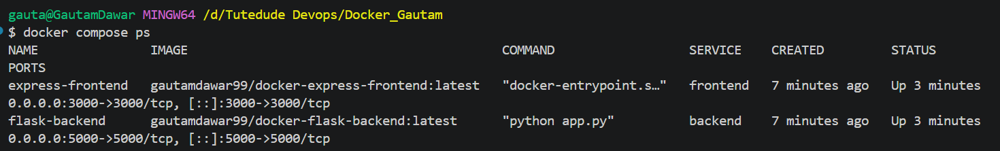 gauta@GautamDawar MINGW64 /d/Tutedude Devops/Docker_Gautam
$ docker compose ps
NAME IMAGE COMMAND SERVICE CREATED STATUS
PORTS
express-frontend gautamdawar99/docker-express-frontend:latest "docker-entrypoint.s…" frontend 7 minutes ago Up 3 minutes
0.0.0.0:3000->3000/tcp, [::]:3000->3000/tcp
flask-backend gautamdawar99/docker-flask-backend:latest "python app.py" backend 7 minutes ago Up 3 minutes
0.0.0.0:5000->5000/tcp, [::]:5000->5000/tcp